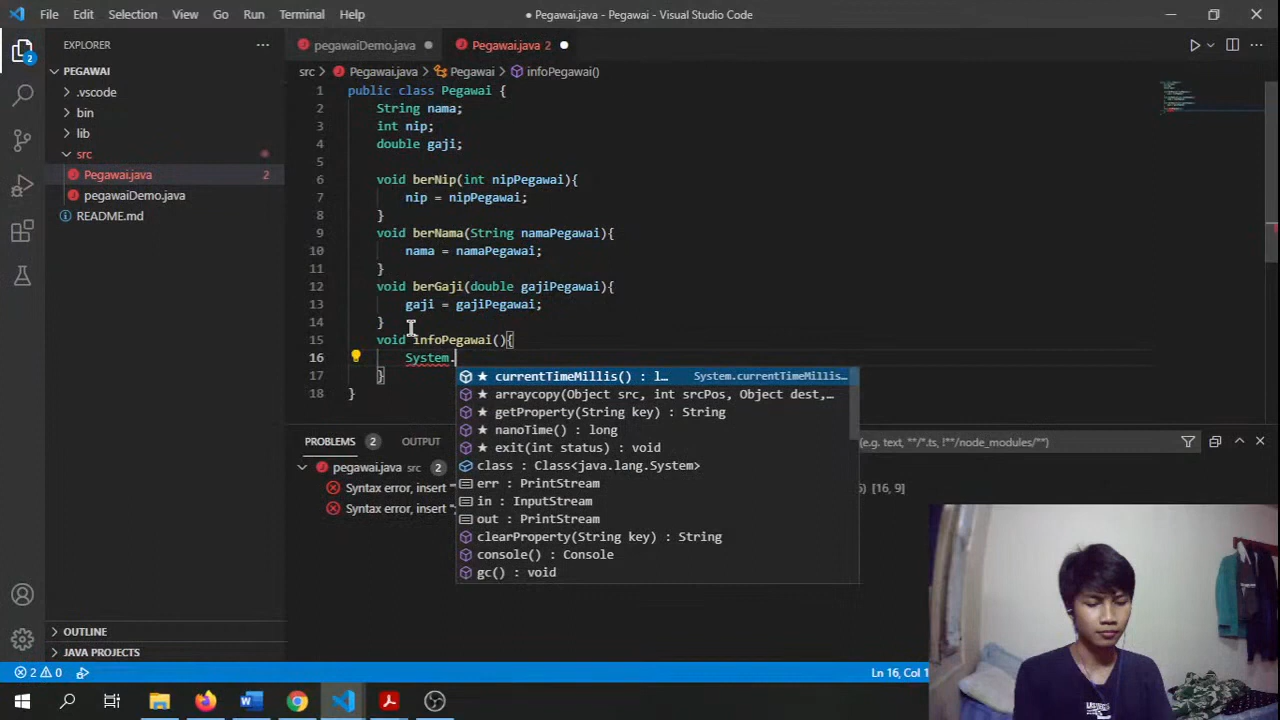 File Edit Selection View Go Run Terminal Help
● Pegawai.java - Pegawai - Visual Studio Code
EXPLORER
pegawaiDemo.java
Pegawai.java 2
PEGAWAI
src > Pegawai.java > Pegawai > infoPegawai()
.vscode
bin
lib
src
Pegawai.java 2
pegawaiDemo.java
README.md
2
1 public class Pegawai {
2 String nama;
3 int nip;
4 double gaji;
5
6 void berNip(int nipPegawai){
7 nip = nipPegawai;
8 }
9 void berNama(String namaPegawai){
10 nama = namaPegawai;
11 }
12 void berGaji(double gajiPegawai){
13 gaji = gajiPegawai;
14 }
15 void infoPegawai(){
16 System.
17 }
18 }
currentTimeMillis() : l… System.currentTimeMillis…
arraycopy(Object src, int srcPos, Object dest,…
getProperty(String key) : String
nanoTime() : long
exit(int status) : void
class : Class<java.lang.System>
err : PrintStream
in : InputStream
out : PrintStream
clearProperty(String key) : String
console() : Console
gc() : void
PROBLEMS 2 OUTPUT
(e.g. text, **/*.ts, !**/node_modules/**)
pegawai.java src 2
Syntax error, insert "
[16, 9]
Syntax error, insert "
OUTLINE
JAVA PROJECTS
2 0
Ln 16, Col 1